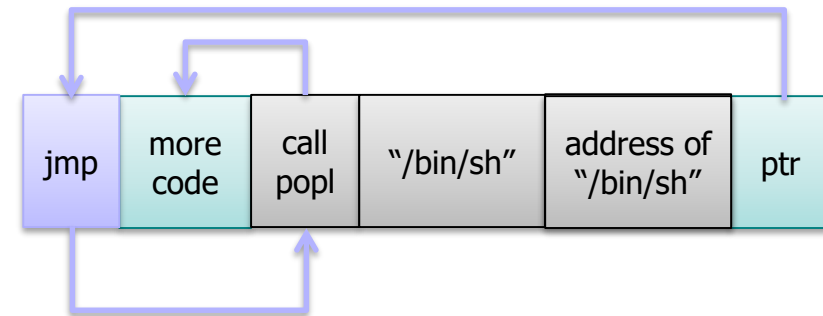 jmp
more
code
call
popl
“/bin/sh”
address of
“/bin/sh”
ptr